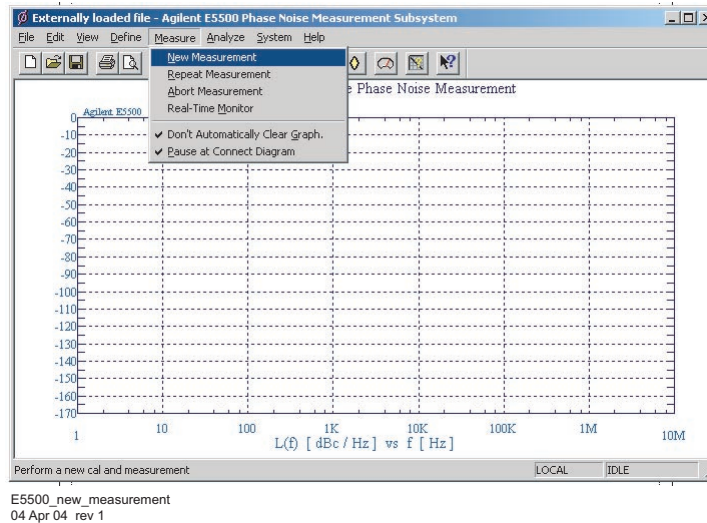 Externally loaded file - Agilent E5500 Phase Noise Measurement Subsystem
File Edit View Define Measure Analyze System Help
New Measurement
Repeat Measurement
Abort Measurement
Real-Time Monitor
✔ Don't Automatically Clear Graph.
✔ Pause at Connect Diagram
e Phase Noise Measurement
Agilent E5500
0
-10
-20
-30
-40
-50
-60
-70
-80
-90
-100
-110
-120
-130
-140
-150
-160
-170
1 10 100 1K 10K 100K 1M 10M
L(f) [ dBc / Hz ] vs f [ Hz ]
Perform a new cal and measurement LOCAL IDLE
E5500_new_measurement
04 Apr 04 rev 1